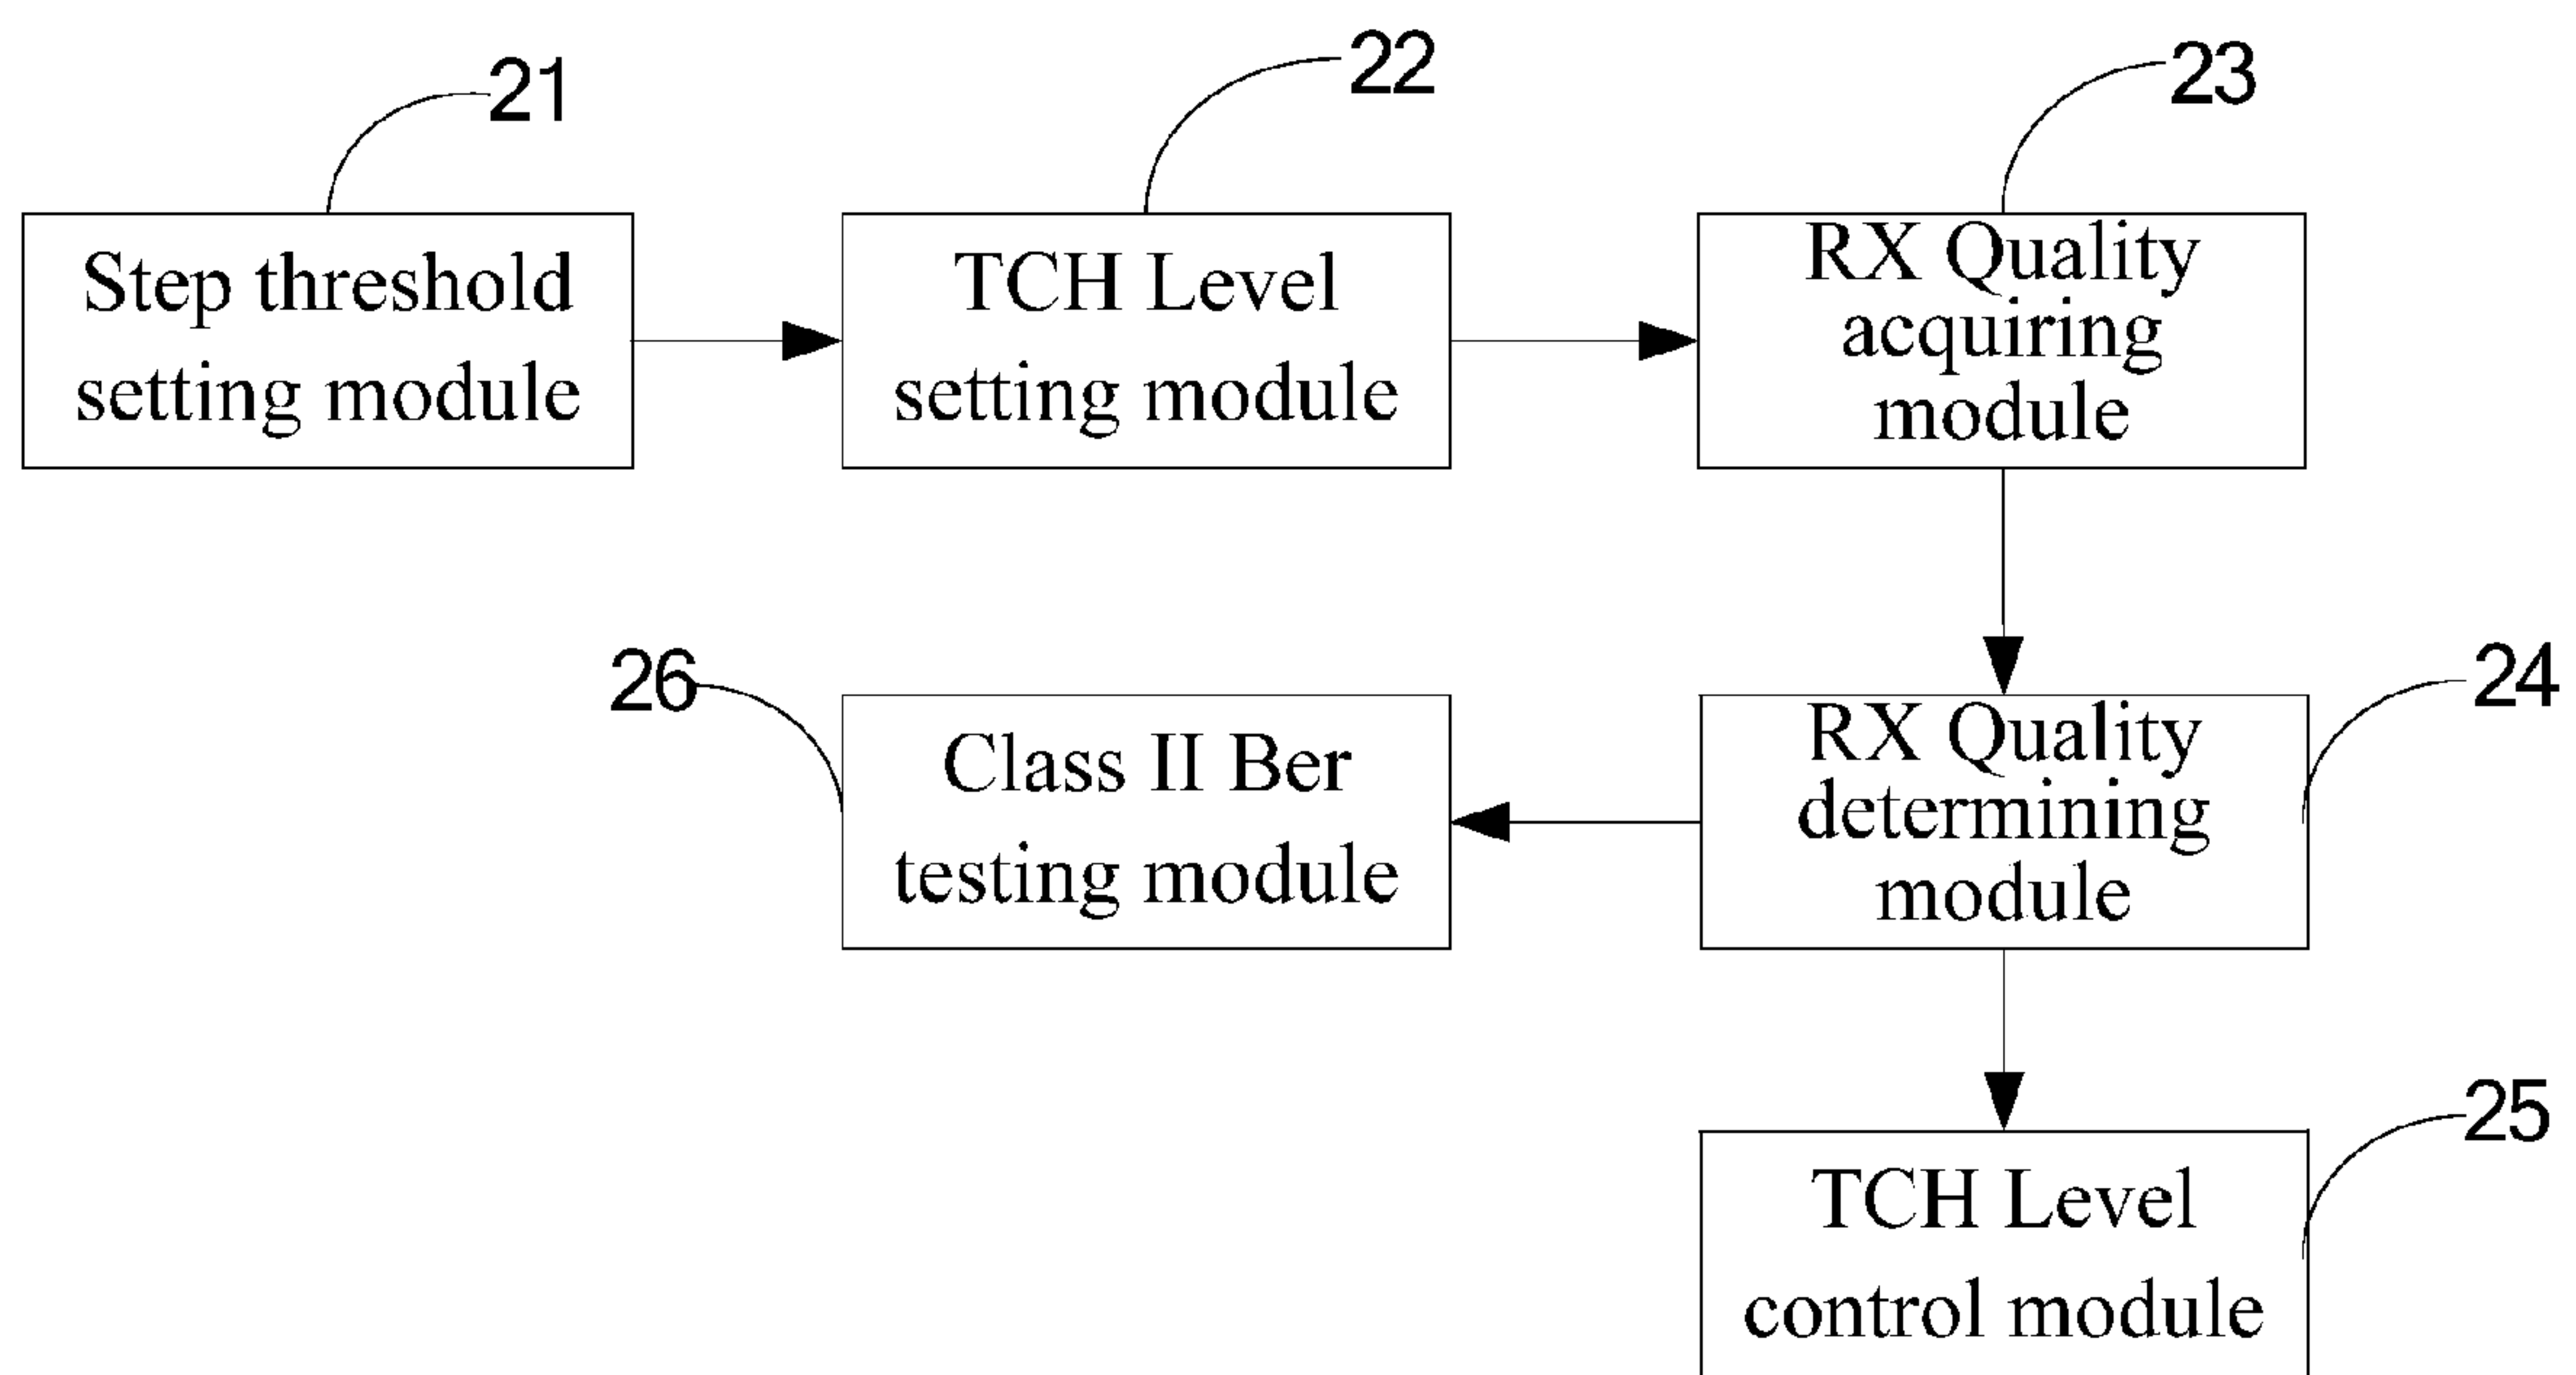 21
22
23
Step threshold
setting module
TCH Level
setting module
RX Quality
acquiring
module
26
24
Class II Ber
testing module
RX Quality
determining
module
25
TCH Level
control module